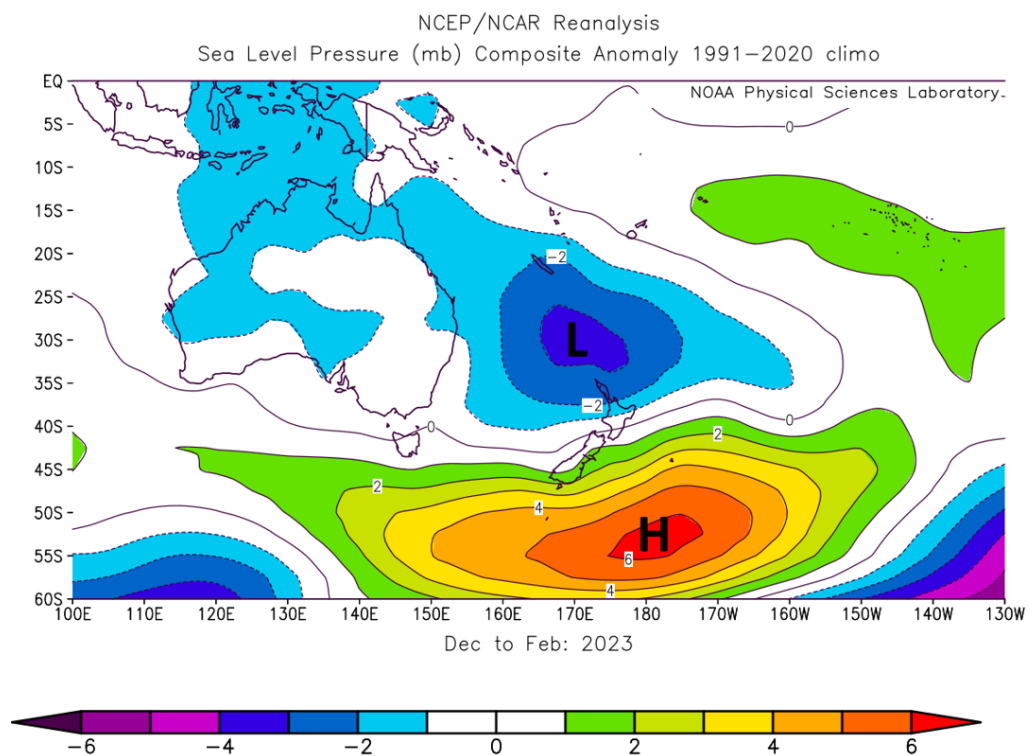 NCEP/NCAR Reanalysis
Sea Level Pressure (mb) Composite Anomaly 1991–2020 climo
NOAA Physical Sciences Laboratory
EQ
5S
10S
15S
20S
25S
30S
35S
40S
45S
50S
55S
60S
0
-2
L
-2
0
0
2
2
4
H
6
4
100E 110E 120E 130E 140E 150E 160E 170E 180 170W 160W 150W 140W 130W
Dec to Feb: 2023
-6 -4 -2 0 2 4 6